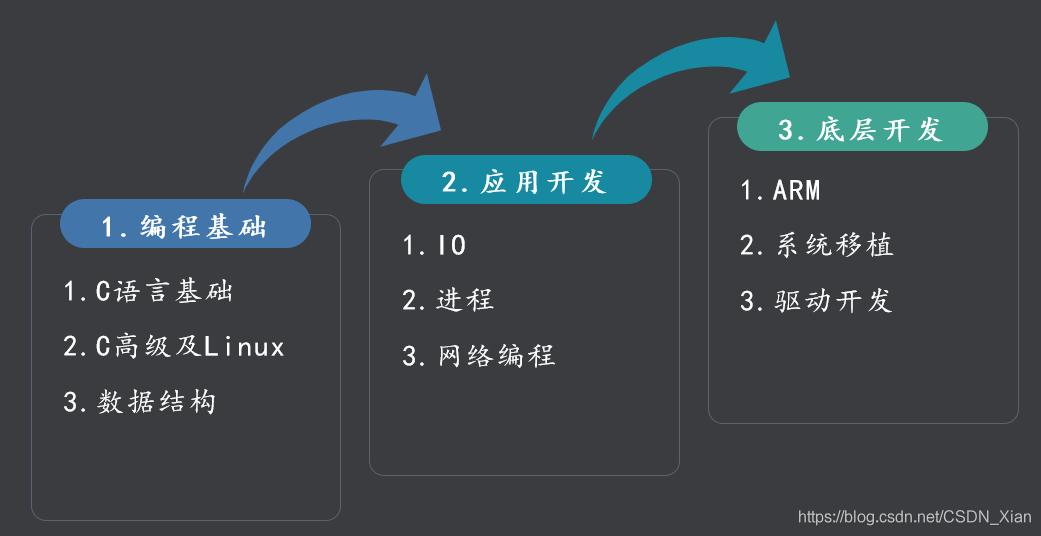 1.编程基础
1.C语言基础
2.C高级及Linux
3.数据结构
2.应用开发
1.IO
2.进程
3.网络编程
3.底层开发
1.ARM
2.系统移植
3.驱动开发
https://blog.csdn.net/CSDN_Xian